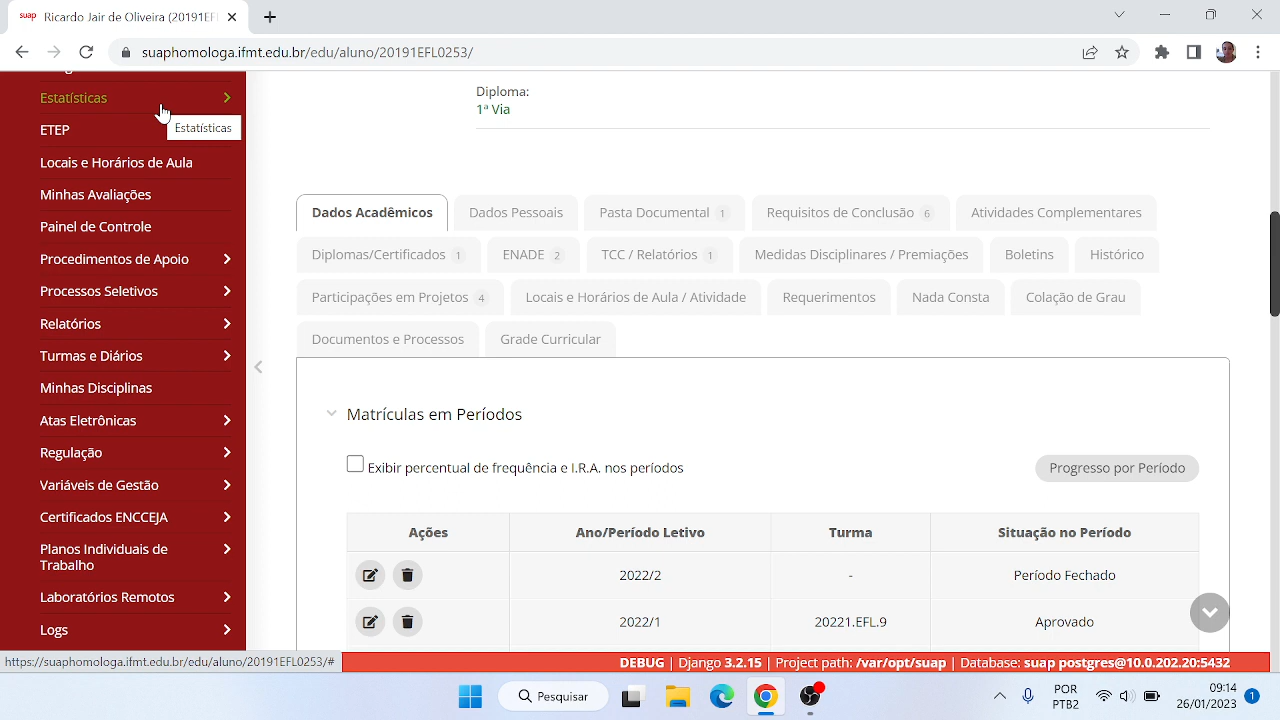 suap Ricardo Jair de Oliveira (20191EFL
suaphomologa.ifmt.edu.br/edu/aluno/20191EFL0253/
Estatísticas
Estatísticas
ETEP
Locais e Horários de Aula
Minhas Avaliações
Painel de Controle
Procedimentos de Apoio
Processos Seletivos
Relatórios
Turmas e Diários
Minhas Disciplinas
Atas Eletrônicas
Regulação
Variáveis de Gestão
Certificados ENCCEJA
Planos Individuais de
Trabalho
Laboratórios Remotos
Logs
Diploma:
1ª Via
Dados Acadêmicos Dados Pessoais Pasta Documental 1 Requisitos de Conclusão 6 Atividades Complementares
Diplomas/Certificados 1 ENADE 2 TCC / Relatórios 1 Medidas Disciplinares / Premiações Boletins Histórico
Participações em Projetos 4 Locais e Horários de Aula / Atividade Requerimentos Nada Consta Colação de Grau
Documentos e Processos Grade Curricular
Matrículas em Períodos
Exibir percentual de frequência e I.R.A. nos períodos Progresso por Período
Ações Ano/Período Letivo Turma Situação no Período
2022/2 - Período Fechado
2022/1 20221.EFL.9 Aprovado
https://suaphomologa.ifmt.edu.br/edu/aluno/20191EFL0253/#
DEBUG | Django 3.2.15 | Project path: /var/opt/suap | Database: suap postgres@10.0.202.20:5432
Pesquisar
POR
PTB2
09:14
26/01/2023
1